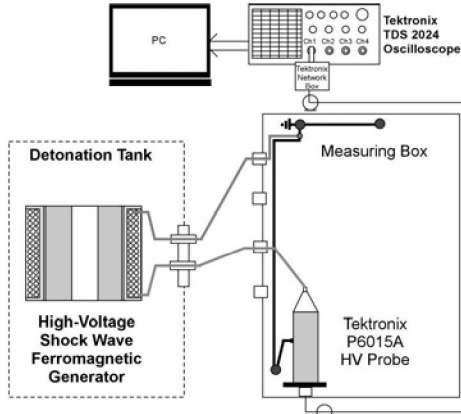 PC
Tektronix
TDS 2024
Oscilloscope
Ch1 Ch2 Ch3 Ch4
Tektronix
Network
Box
Detonation Tank
Measuring Box
High-Voltage
Shock Wave
Ferromagnetic
Generator
Tektronix
P6015A
HV Probe